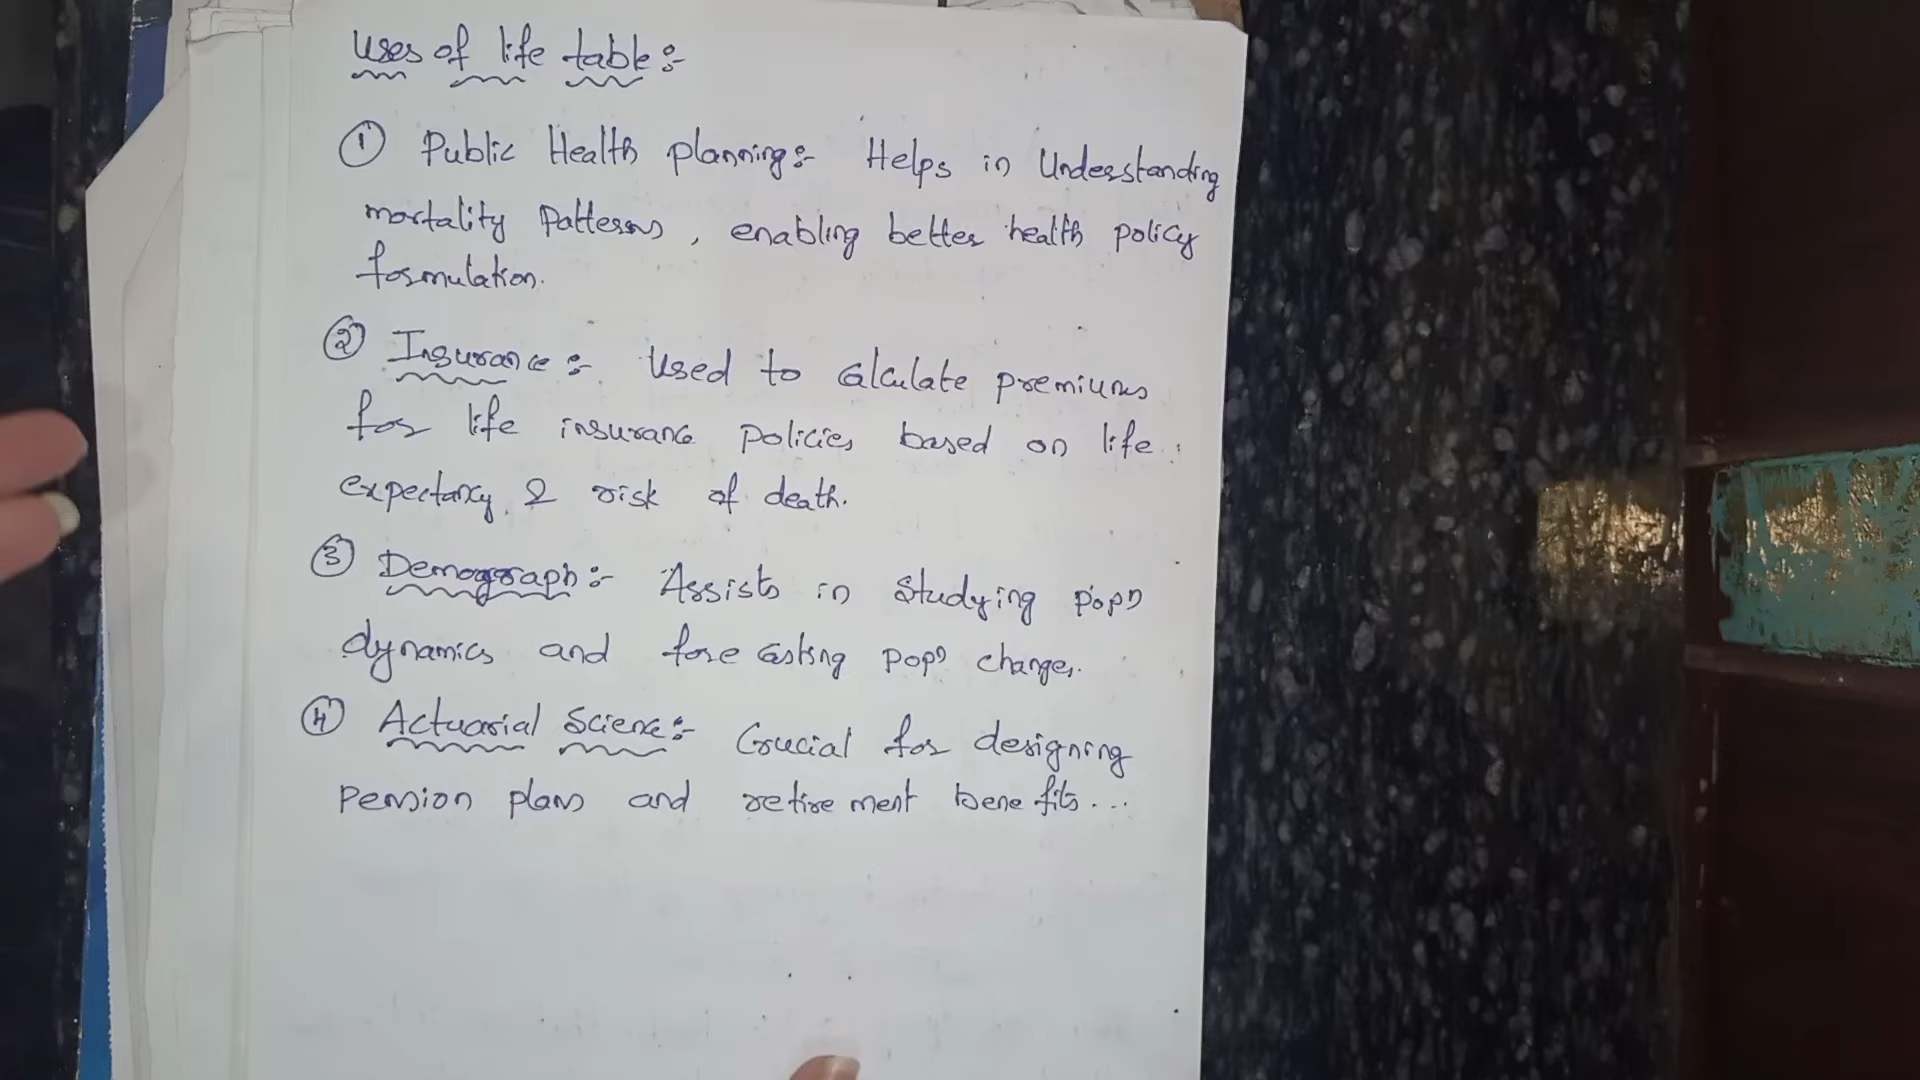 Uses of life table:-
① Public Health planning:- Helps in Understanding
mortality patterns, enabling better health policy
formulation.
② Insurance:- Used to calculate premiums
for life insurance policies based on life
expectancy & risk of death.
③ Demograph:- Assists in studying popn
dynamics and forecasting popn changes.
④ Actuarial Science:- Crucial for designing
pension plans and retirement benefits...